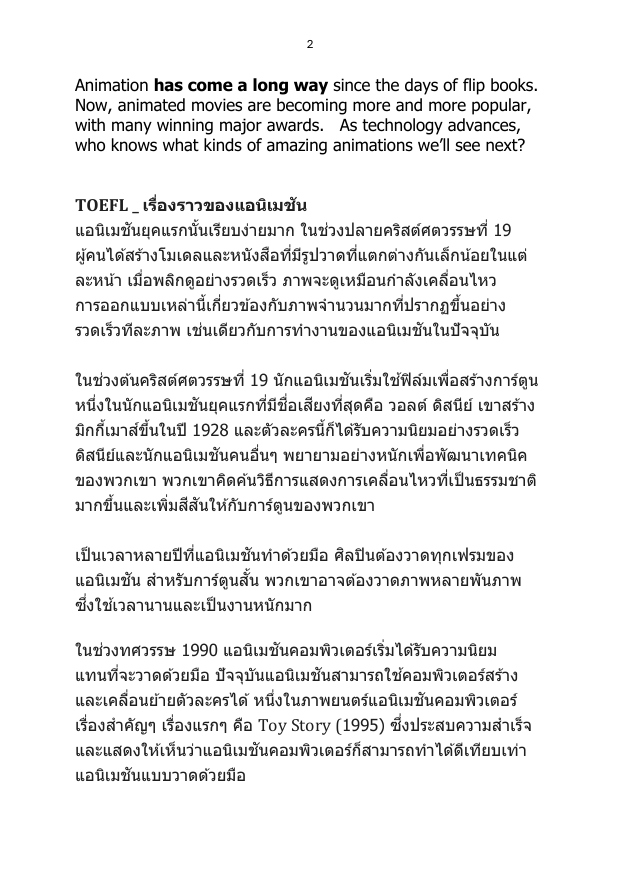 2
Animation has come a long way since the days of flip books.
Now, animated movies are becoming more and more popular,
with many winning major awards.   As technology advances,
who knows what kinds of amazing animations we’ll see next?
TOEFL _ เรื่องราวของแอนิเมชัน
แอนิเมชันยุคแรกนั้นเรียบง่ายมาก ในช่วงปลายคริสต์ศตวรรษที่ 19
ผู้คนได้สร้างโมเดลและหนังสือที่มีรูปวาดที่แตกต่างกันเล็กน้อยในแต่
ละหน้า เมื่อพลิกดูอย่างรวดเร็ว ภาพจะดูเหมือนกำลังเคลื่อนไหว
การออกแบบเหล่านี้เกี่ยวข้องกับภาพจำนวนมากที่ปรากฏขึ้นอย่าง
รวดเร็วทีละภาพ เช่นเดียวกับการทำงานของแอนิเมชันในปัจจุบัน
ในช่วงต้นคริสต์ศตวรรษที่ 19 นักแอนิเมชันเริ่มใช้ฟิล์มเพื่อสร้างการ์ตูน
หนึ่งในนักแอนิเมชันยุคแรกที่มีชื่อเสียงที่สุดคือ วอลต์ ดิสนีย์ เขาสร้าง
มิกกี้เมาส์ขึ้นในปี 1928 และตัวละครนี้ก็ได้รับความนิยมอย่างรวดเร็ว
ดิสนีย์และนักแอนิเมชันคนอื่นๆ พยายามอย่างหนักเพื่อพัฒนาเทคนิค
ของพวกเขา พวกเขาคิดค้นวิธีการแสดงการเคลื่อนไหวที่เป็นธรรมชาติ
มากขึ้นและเพิ่มสีสันให้กับการ์ตูนของพวกเขา
เป็นเวลาหลายปีที่แอนิเมชันทำด้วยมือ ศิลปินต้องวาดทุกเฟรมของ
แอนิเมชัน สำหรับการ์ตูนสั้น พวกเขาอาจต้องวาดภาพหลายพันภาพ
ซึ่งใช้เวลานานและเป็นงานหนักมาก
ในช่วงทศวรรษ 1990 แอนิเมชันคอมพิวเตอร์เริ่มได้รับความนิยม
แทนที่จะวาดด้วยมือ ปัจจุบันแอนิเมชันสามารถใช้คอมพิวเตอร์สร้าง
และเคลื่อนย้ายตัวละครได้ หนึ่งในภาพยนตร์แอนิเมชันคอมพิวเตอร์
เรื่องสำคัญๆ เรื่องแรกๆ คือ Toy Story (1995) ซึ่งประสบความสำเร็จ
และแสดงให้เห็นว่าแอนิเมชันคอมพิวเตอร์ก็สามารถทำได้ดีเทียบเท่า
แอนิเมชันแบบวาดด้วยมือ